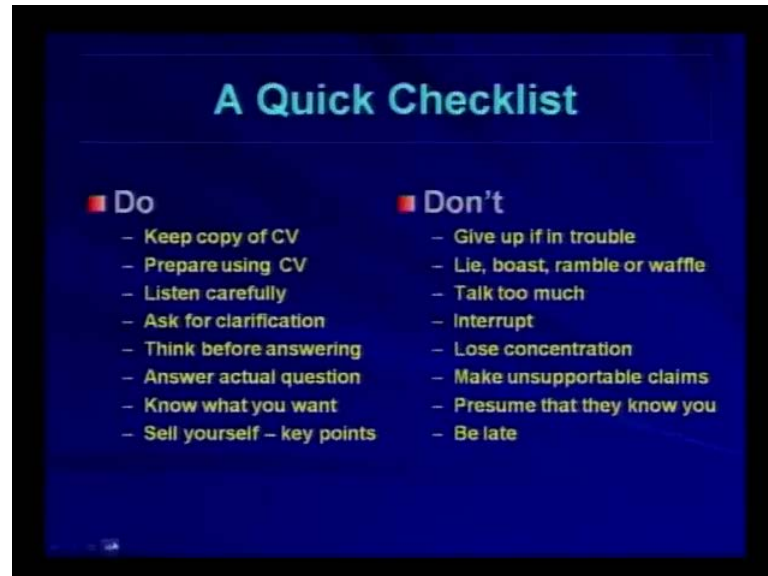 A Quick Checklist
Do
– Keep copy of CV
– Prepare using CV
– Listen carefully
– Ask for clarification
– Think before answering
– Answer actual question
– Know what you want
– Sell yourself – key points
Don't
– Give up if in trouble
– Lie, boast, ramble or waffle
– Talk too much
– Interrupt
– Lose concentration
– Make unsupportable claims
– Presume that they know you
– Be late